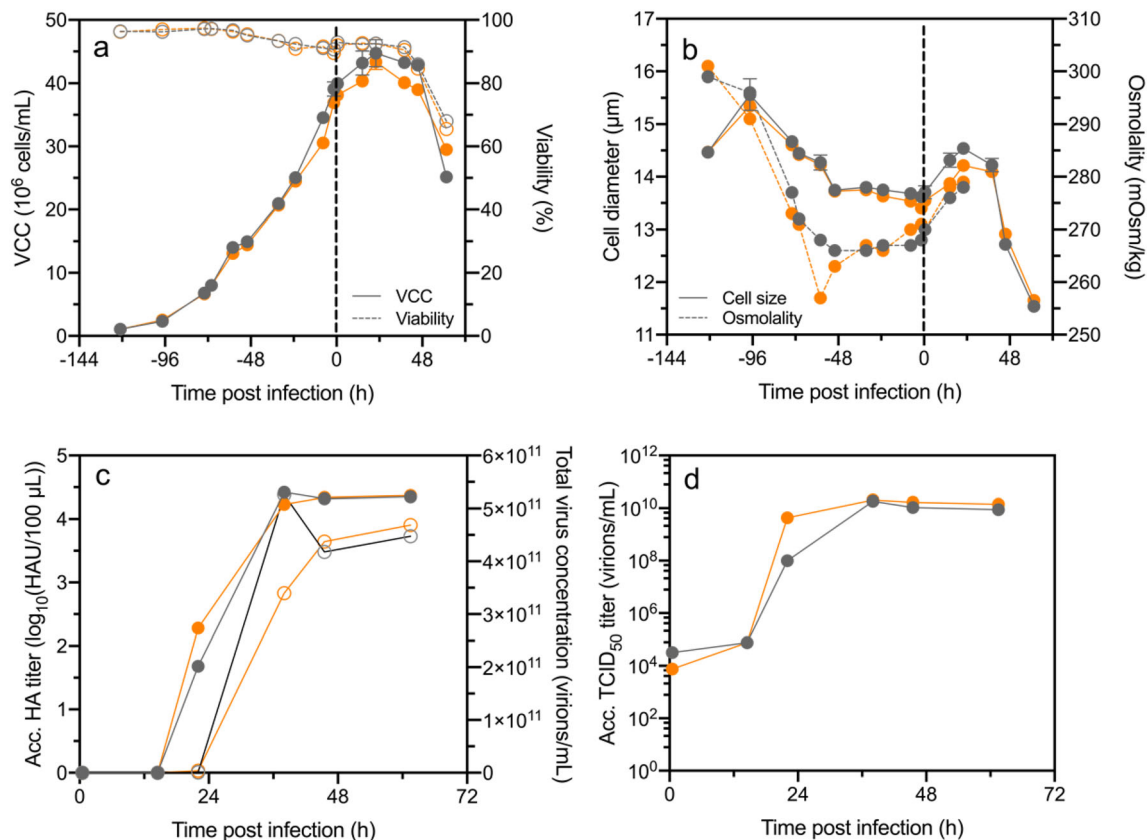 a
50
40
30
20
10
0
VCC (10⁶ cells/mL)
100
80
60
40
20
0
Viability (%)
VCC
Viability
-144 -96 -48 0 48
Time post infection (h)
b
17
16
15
14
13
12
11
Cell diameter (µm)
310
300
290
280
270
260
250
Osmolality (mOsm/kg)
Cell size
Osmolality
-144 -96 -48 0 48
Time post infection (h)
c
5
4
3
2
1
0
Acc. HA titer (log₁₀(HAU/100 µL))
6×10¹¹
5×10¹¹
4×10¹¹
3×10¹¹
2×10¹¹
1×10¹¹
0
Total virus concentration (virions/mL)
0 24 48 72
Time post infection (h)
d
10¹²
10¹⁰
10⁸
10⁶
10⁴
10²
10⁰
Acc. TCID₅₀ titer (virions/mL)
0 24 48 72
Time post infection (h)